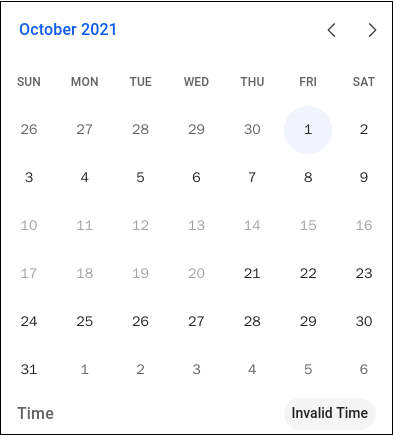 October 2021
SUN MON TUE WED THU FRI SAT
26 27 28 29 30 1 2
3 4 5 6 7 8 9
10 11 12 13 14 15 16
17 18 19 20 21 22 23
24 25 26 27 28 29 30
31 1 2 3 4 5 6
Time Invalid Time